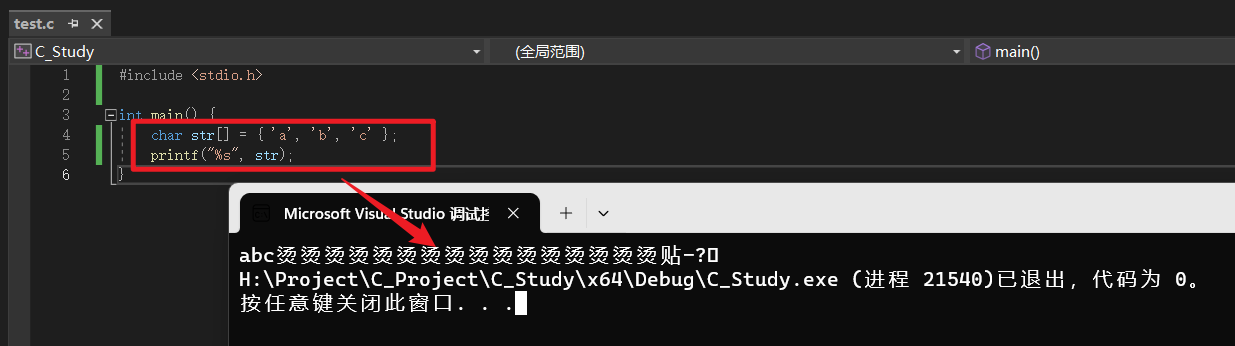 test.c
C_Study (全局范围) main()
1 #include <stdio.h>
2
3 int main() {
4 char str[] = { 'a', 'b', 'c' };
5 printf("%s", str);
6 }
Microsoft Visual Studio 调试
abc烫烫烫烫烫烫烫烫烫烫烫烫烫烫烫烫贴-?
H:\Project\C_Project\C_Study\x64\Debug\C_Study.exe (进程 21540)已退出，代码为 0。
按任意键关闭此窗口. . .